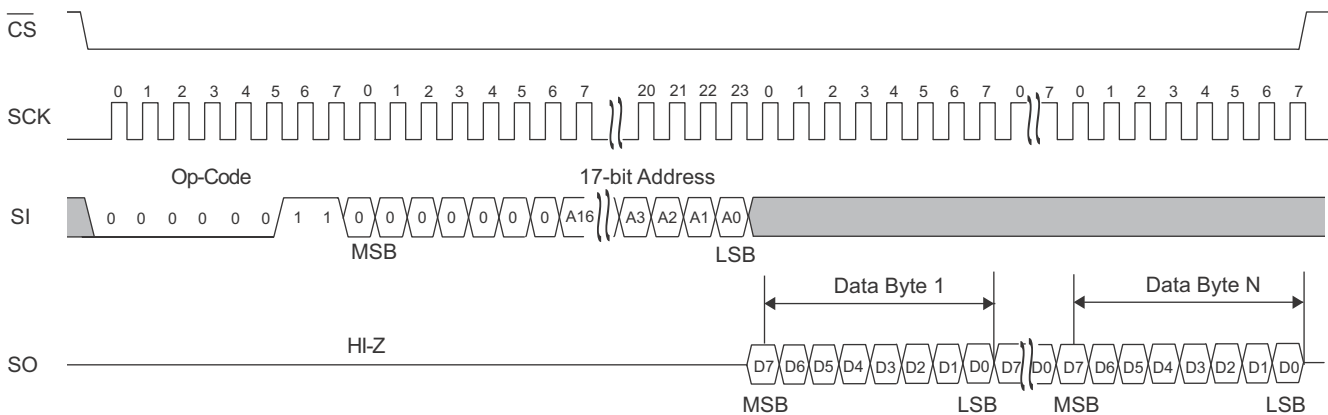 CS
0 1 2 3 4 5 6 7 0 1 2 3 4 5 6 7 20 21 22 23 0 1 2 3 4 5 6 7 0 7 0 1 2 3 4 5 6 7
SCK
Op-Code 17-bit Address
SI 0 0 0 0 0 0 1 1 0 0 0 0 0 0 0 A16 A3 A2 A1 A0
MSB LSB
Data Byte 1 Data Byte N
HI-Z
SO D7 D6 D5 D4 D3 D2 D1 D0 D7 D0 D7 D6 D5 D4 D3 D2 D1 D0
MSB LSB MSB LSB